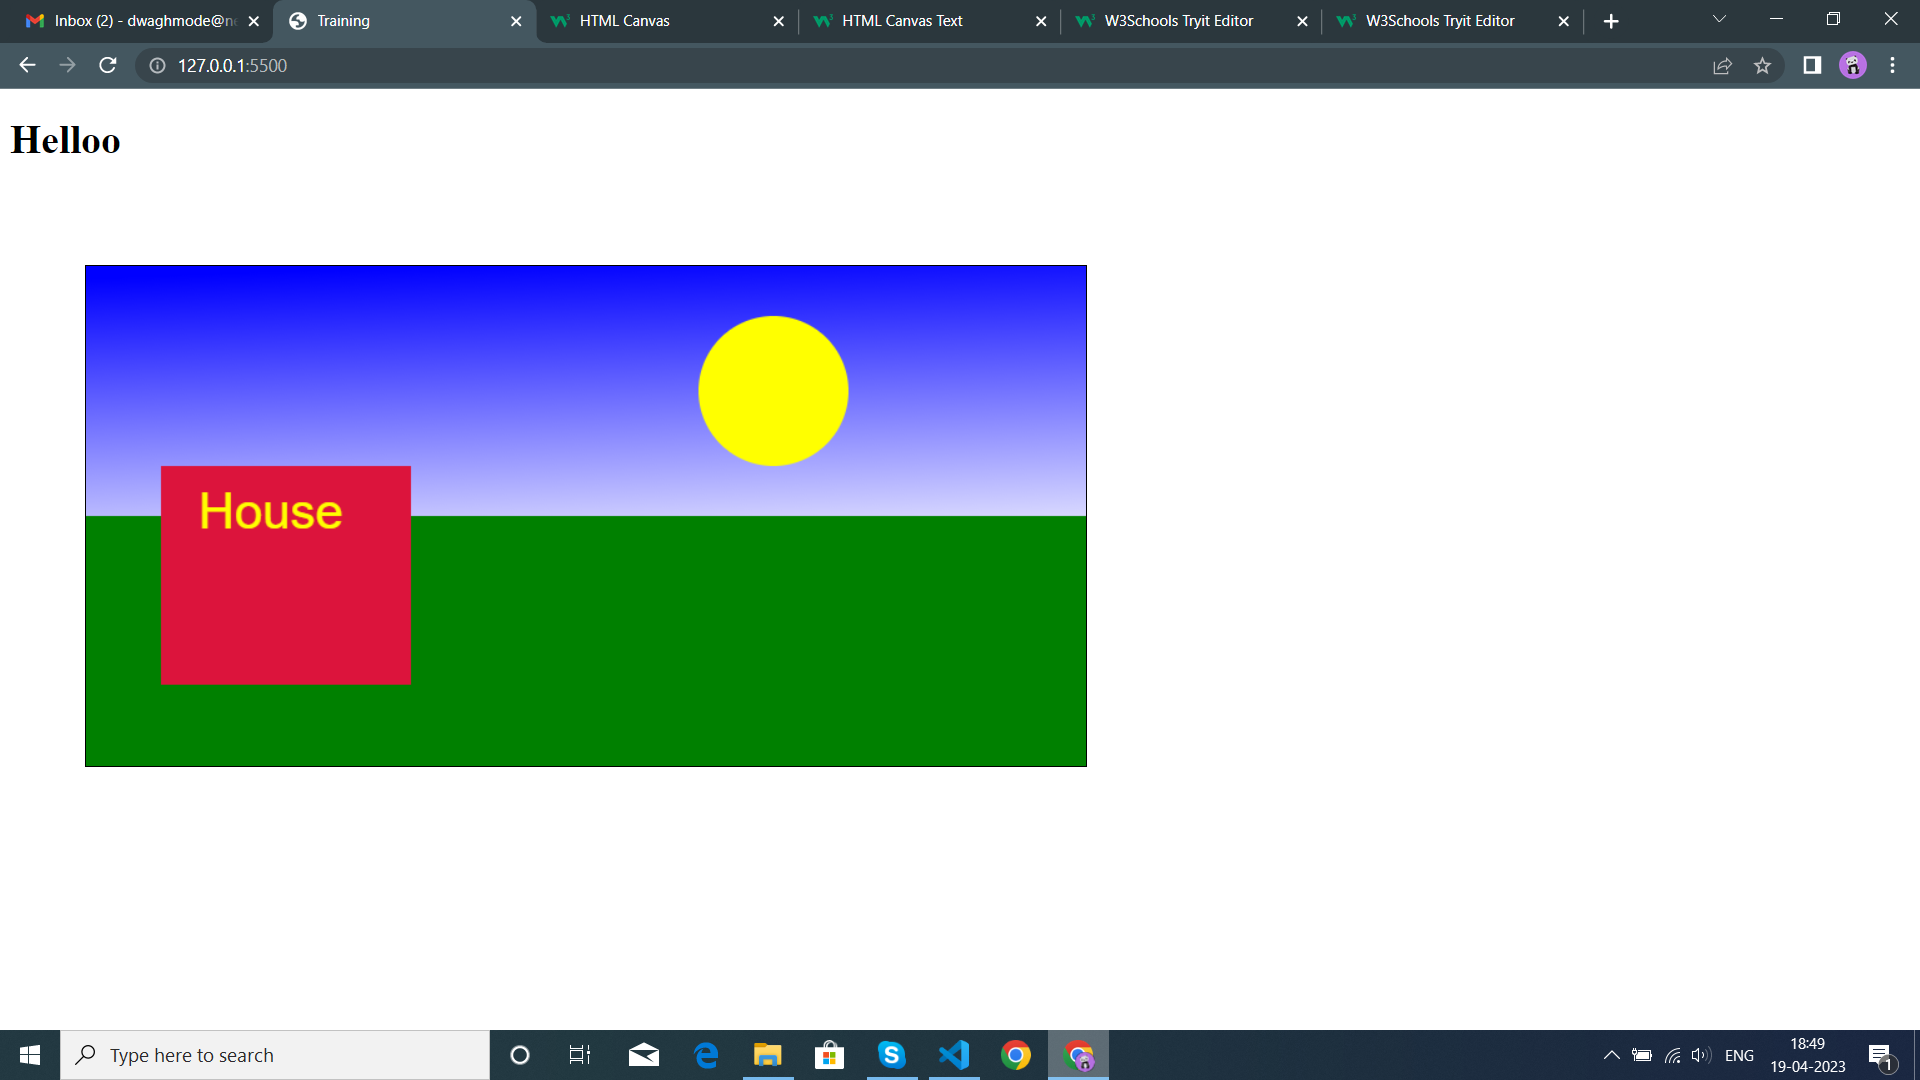 Inbox (2) - dwaghmode@n
Training
HTML Canvas
HTML Canvas Text
W3Schools Tryit Editor
W3Schools Tryit Editor
127.0.0.1:5500
Helloo
House
Type here to search
ENG
18:49
19-04-2023
1